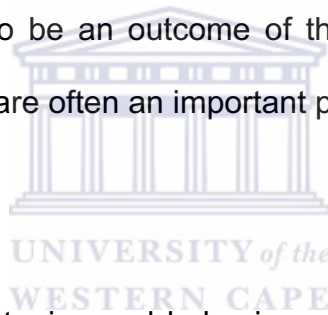 o be an outcome of th
are often an important p
UNIVERSITY of the
WESTERN CAPE